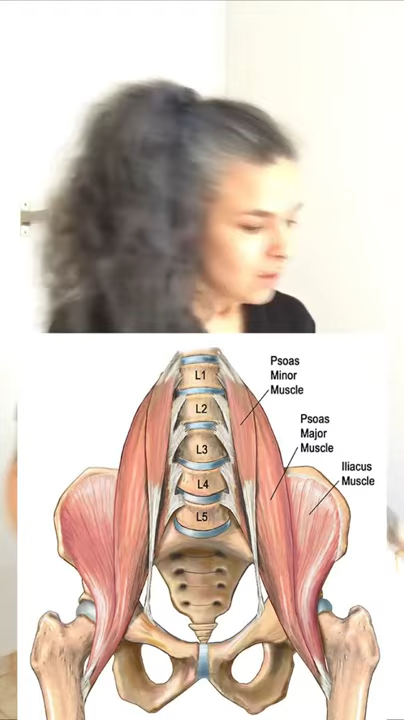 Psoas
Minor
Muscle
Psoas
Major
Muscle
Iliacus
Muscle
L1
L2
L3
L4
L5